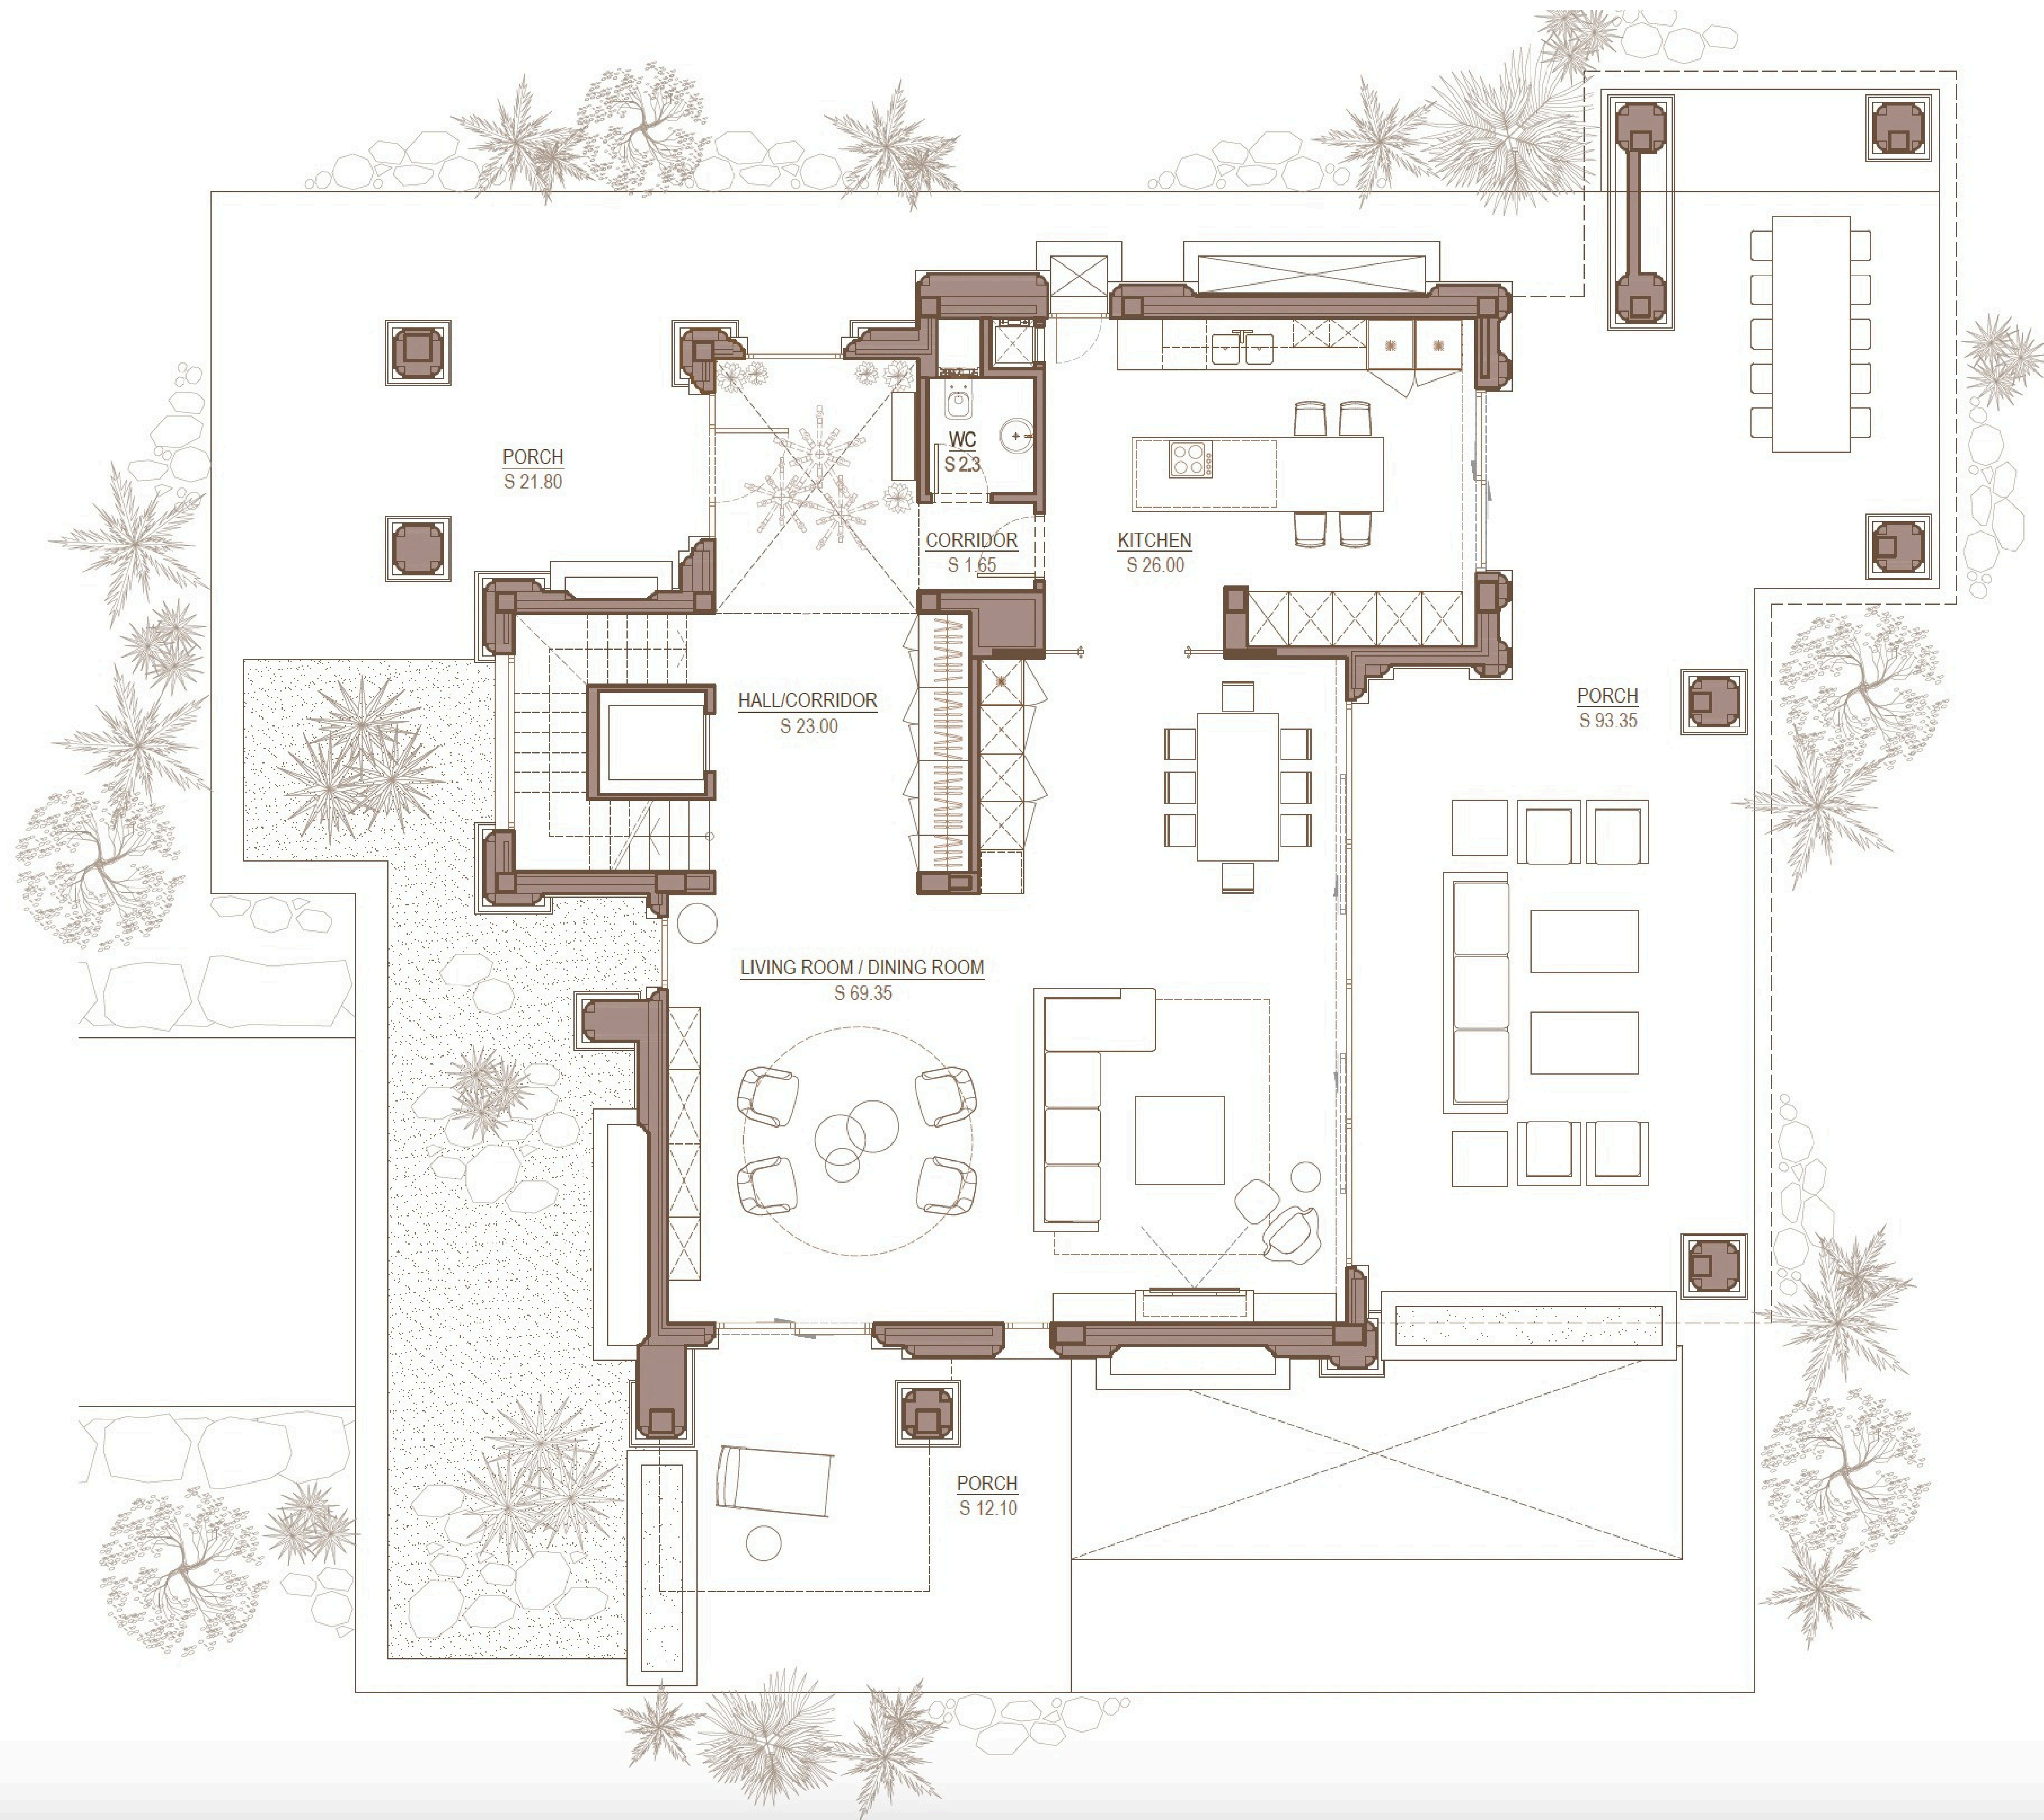 PORCH
S 21.80
WC
S 2.3
CORRIDOR
S 1.65
KITCHEN
S 26.00
HALL/CORRIDOR
S 23.00
PORCH
S 93.35
LIVING ROOM / DINING ROOM
S 69.35
PORCH
S 12.10